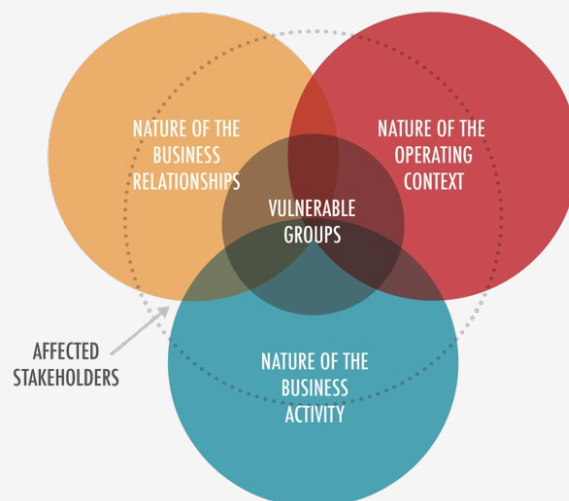 NATURE OF THE
BUSINESS
RELATIONSHIPS
NATURE OF THE
OPERATING
CONTEXT
VULNERABLE
GROUPS
AFFECTED
STAKEHOLDERS
NATURE OF THE
BUSINESS
ACTIVITY